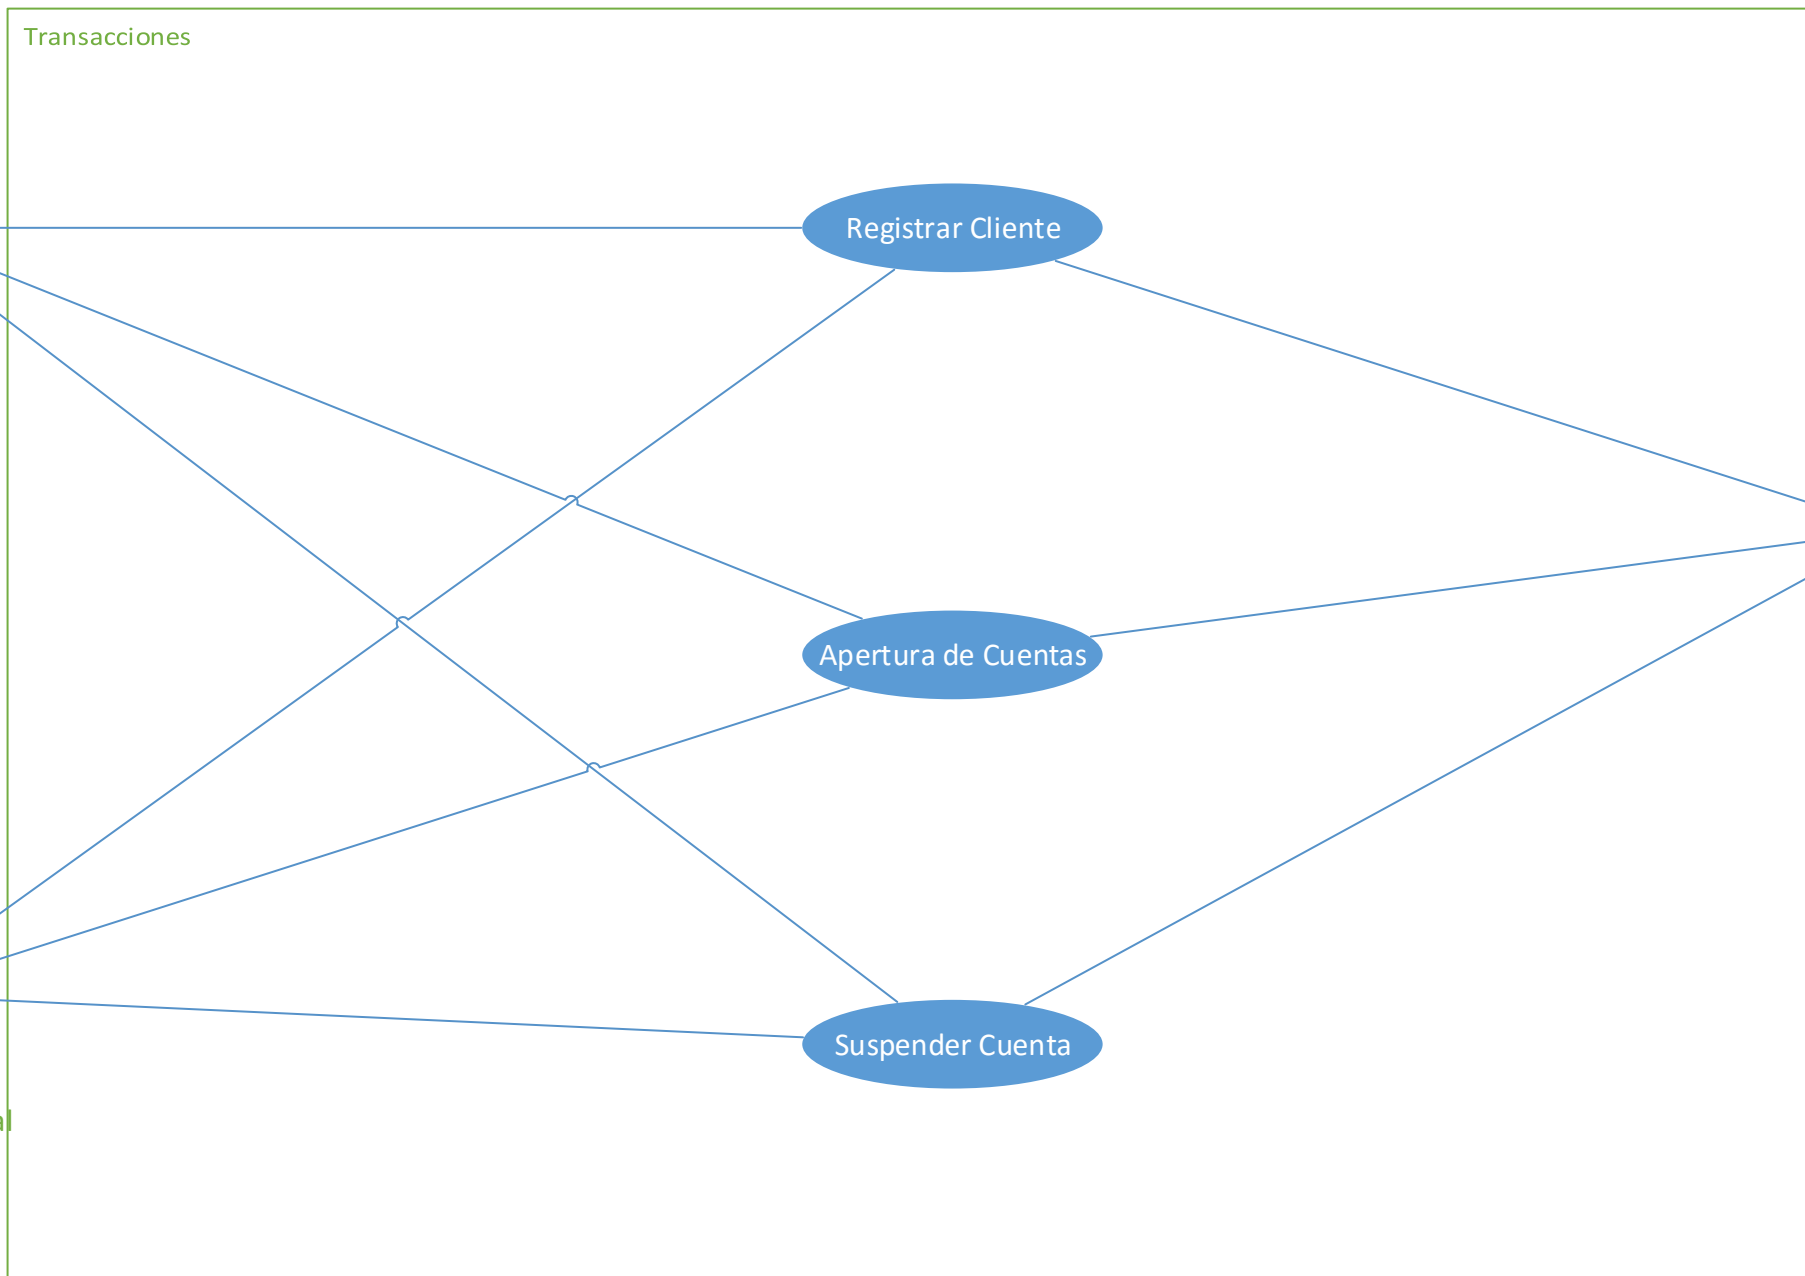 Transacciones
Registrar Cliente
Apertura de Cuentas
Suspender Cuenta